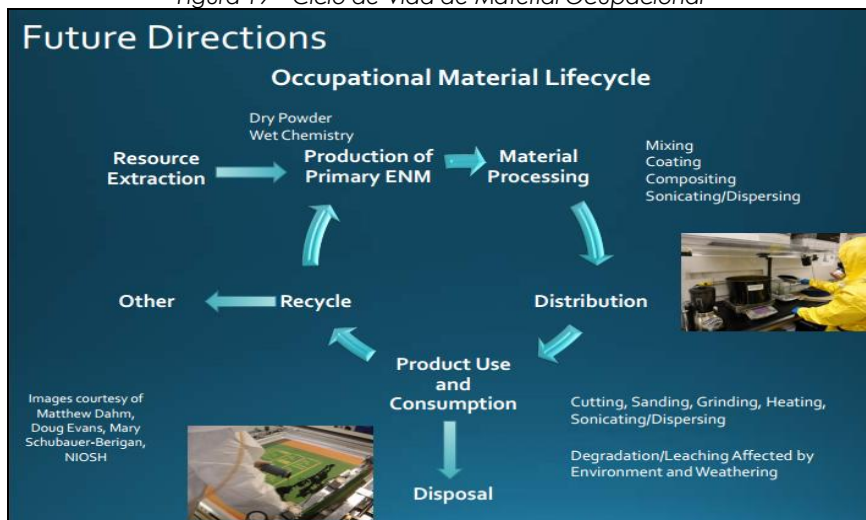 Figura 19 - Ciclo de Vida de Material Ocupacional
Future Directions
Occupational Material Lifecycle
Dry Powder
Wet Chemistry
Resource
Extraction
Production of
Primary ENM
Material
Processing
Mixing
Coating
Compositing
Sonicating/Dispersing
Other
Recycle
Distribution
Product Use
and
Consumption
Images courtesy of
Matthew Dahm,
Doug Evans, Mary
Schubauer-Berigan,
NIOSH
Cutting, Sanding, Grinding, Heating,
Sonicating/Dispersing
Degradation/Leaching Affected by
Environment and Weathering
Disposal